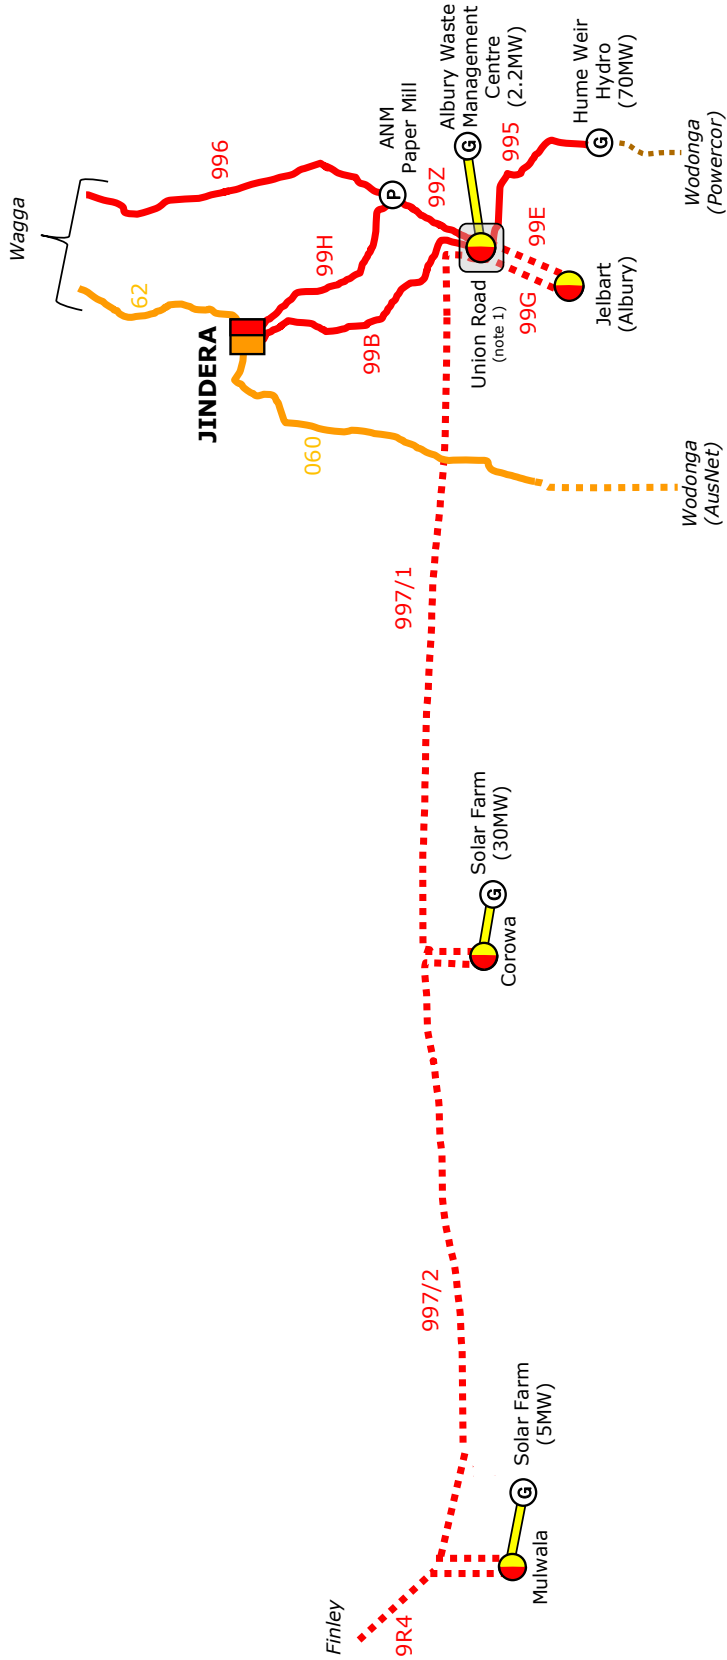 Wagga
996
62
ANM
Paper Mill
Albury Waste
Management
Centre
(2.2MW)
Hume Weir
Hydro
(70MW)
Wodonga
(Powercor)
99H
99Z
995
99E
99B
99G
JINDERA
Union Road
(note 1)
Jelbart
(Albury)
060
Wodonga
(AusNet)
997/1
Solar Farm
(30MW)
G
Corowa
997/2
Solar Farm
(5MW)
G
Mulwala
Finley
9R4
P
G
G